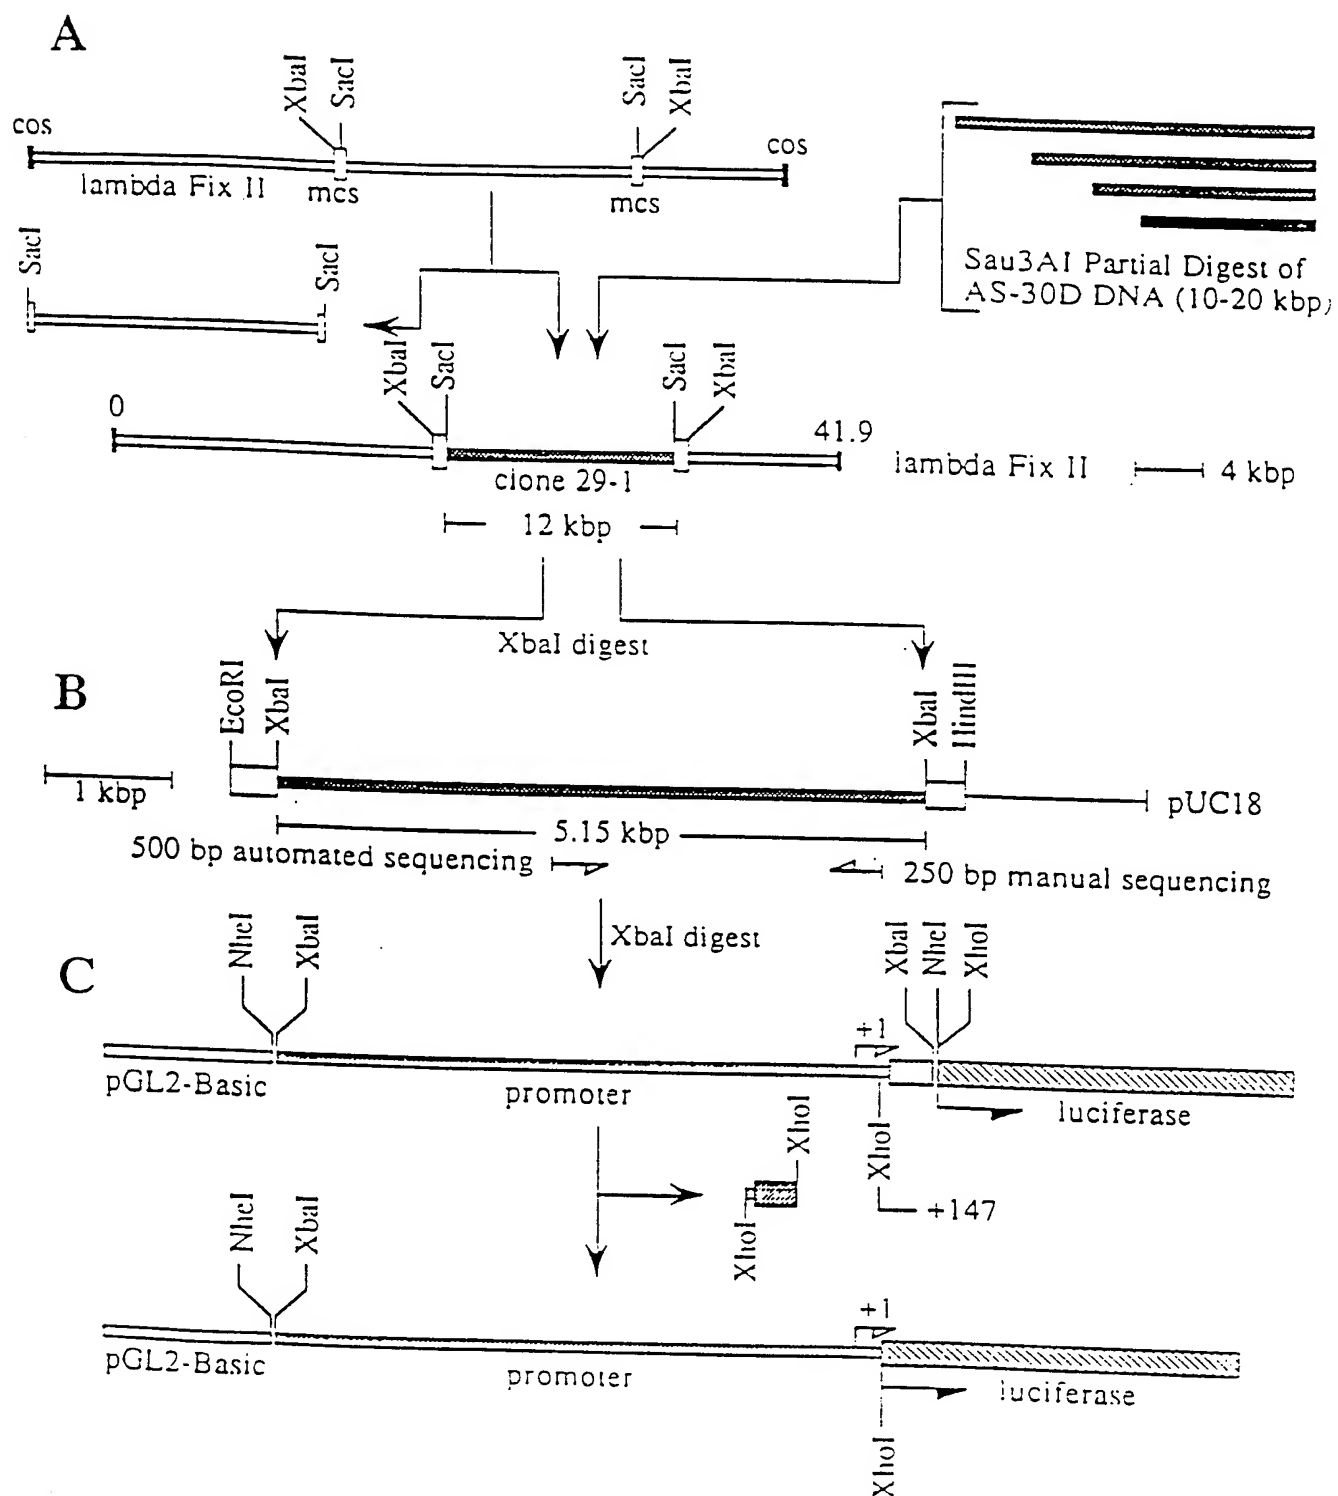 A
XbaI
SacI
SacI
XbaI
cos
cos
lambda Fix II
mcs
mcs
SacI
SacI
Sau3AI Partial Digest of
AS-30D DNA (10-20 kbp)
XbaI
SacI
SacI
XbaI
0
41.9
clone 29-1
lambda Fix II
4 kbp
12 kbp
XbaI digest
B
EcoRI
XbaI
XbaI
HindIII
1 kbp
pUC18
5.15 kbp
500 bp automated sequencing
250 bp manual sequencing
XbaI digest
C
NheI
XbaI
XbaI
NheI
XhoI
+1
pGL2-Basic
promoter
luciferase
XhoI
XhoI
+147
XhoI
NheI
XbaI
+1
pGL2-Basic
promoter
luciferase
XhoI